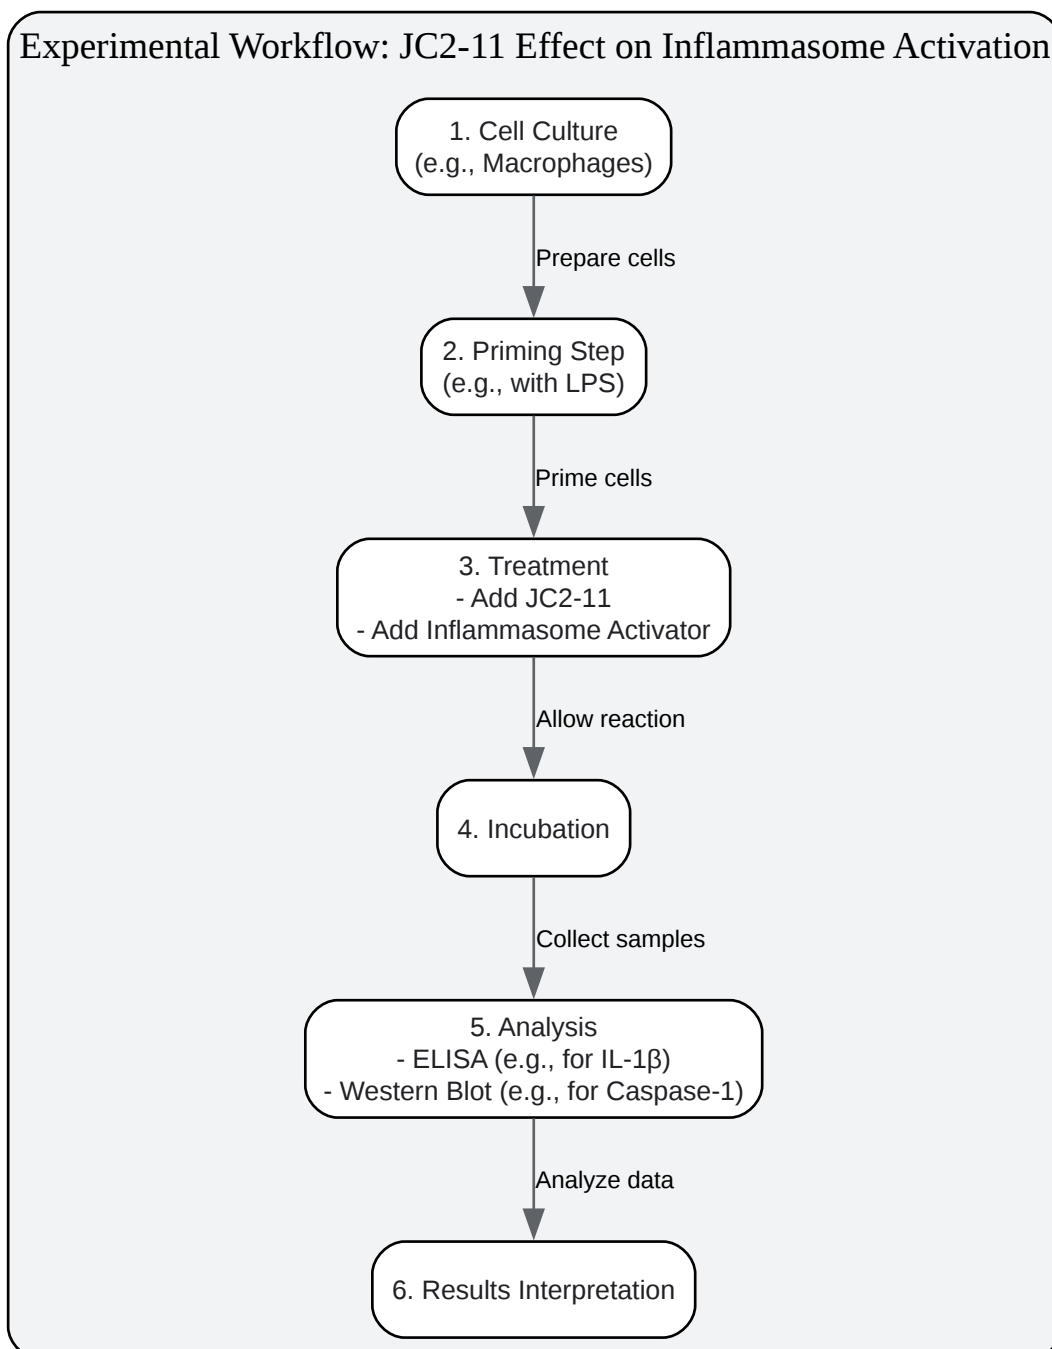 Experimental Workflow: JC2-11 Effect on Inflammasome Activation
1. Cell Culture
(e.g., Macrophages)
Prepare cells
2. Priming Step
(e.g., with LPS)
Prime cells
3. Treatment
- Add JC2-11
- Add Inflammasome Activator
Allow reaction
4. Incubation
Collect samples
5. Analysis
- ELISA (e.g., for IL-1β)
- Western Blot (e.g., for Caspase-1)
Analyze data
6. Results Interpretation